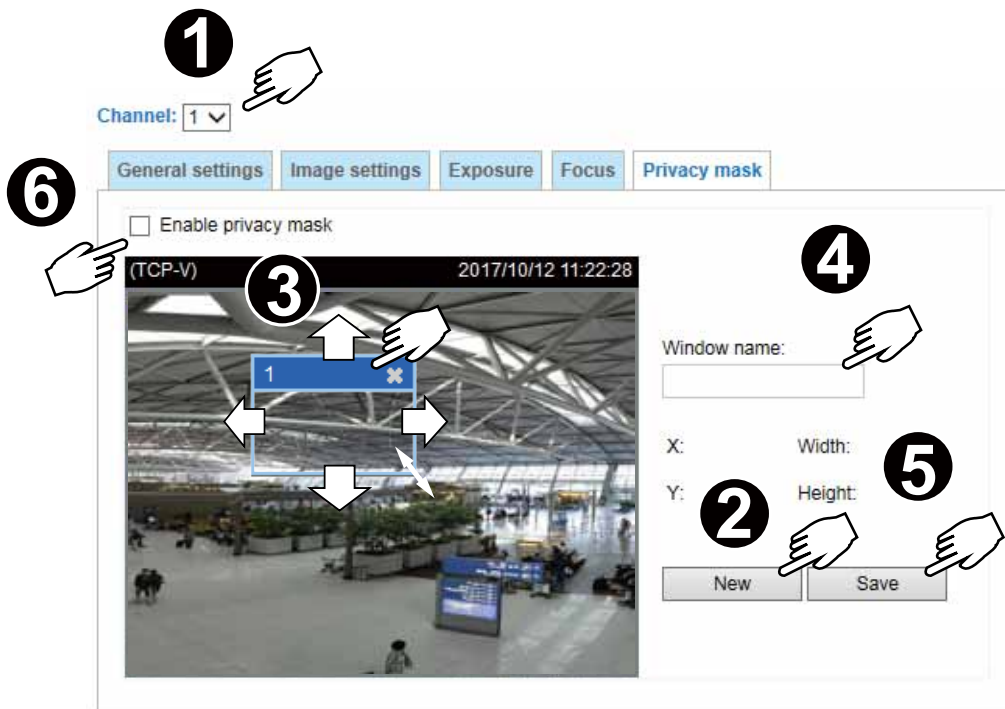 1
Channel: 1
General settings Image settings Exposure Focus Privacy mask
6
Enable privacy mask
(TCP-V) 2017/10/12 11:22:28
3
4
1
Window name:
X: Width:
5
Y: Height:
2
New Save